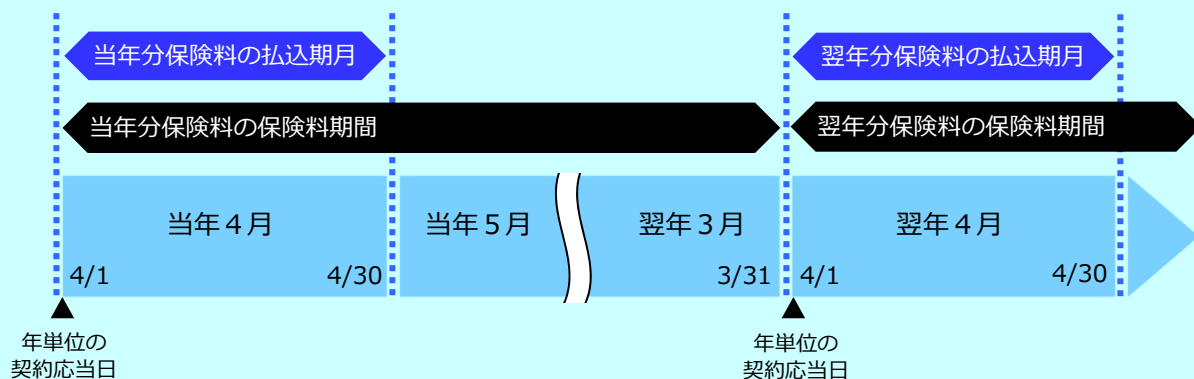 当年分保険料の払込期月
翌年分保険料の払込期月
当年分保険料の保険料期間
翌年分保険料の保険料期間
当年４月
当年５月
翌年３月
翌年４月
4/1
4/30
3/31
4/1
4/30
年単位の
契約応当日
年単位の
契約応当日